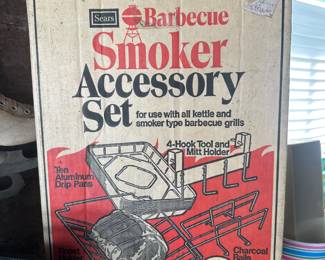 Sears
Barbecue
Smoker
Accessory
Set
for use with all kettle and
smoker type barbecue grills
4-Hook Tool and
Mitt Holder
Ten
Aluminum
Drip Pans
Charcoal
Rails